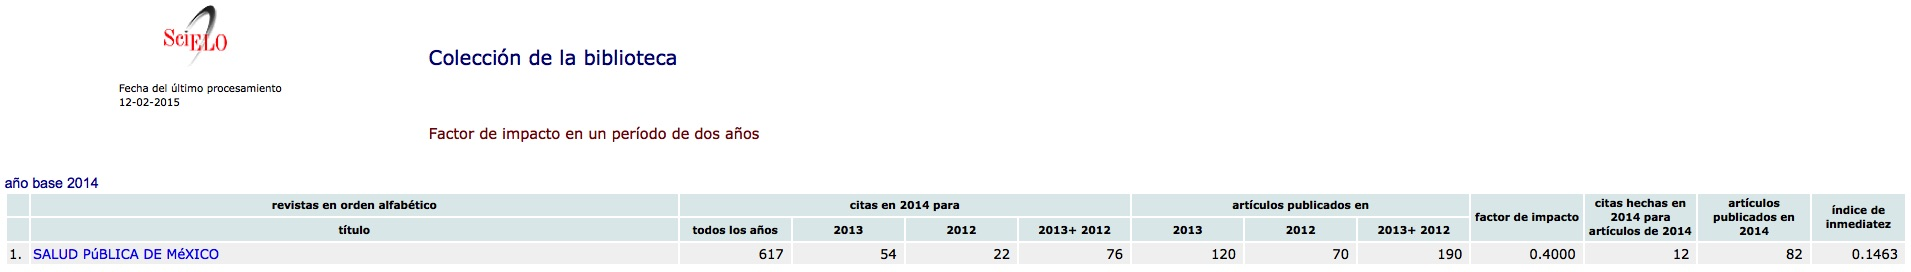 SciELO
Colección de la biblioteca
Fecha del último procesamiento
12-02-2015
Factor de impacto en un período de dos años
año base 2014
revistas en orden alfabético citas en 2014 para artículos publicados en factor de impacto citas hechas en 2014 para artículos de 2014 artículos publicados en 2014 índice de inmediatez
título todos los años 2013 2012 2013+ 2012 2013 2012 2013+ 2012
1. SALUD PúBLICA DE MéXICO 617 54 22 76 120 70 190 0.4000 12 82 0.1463